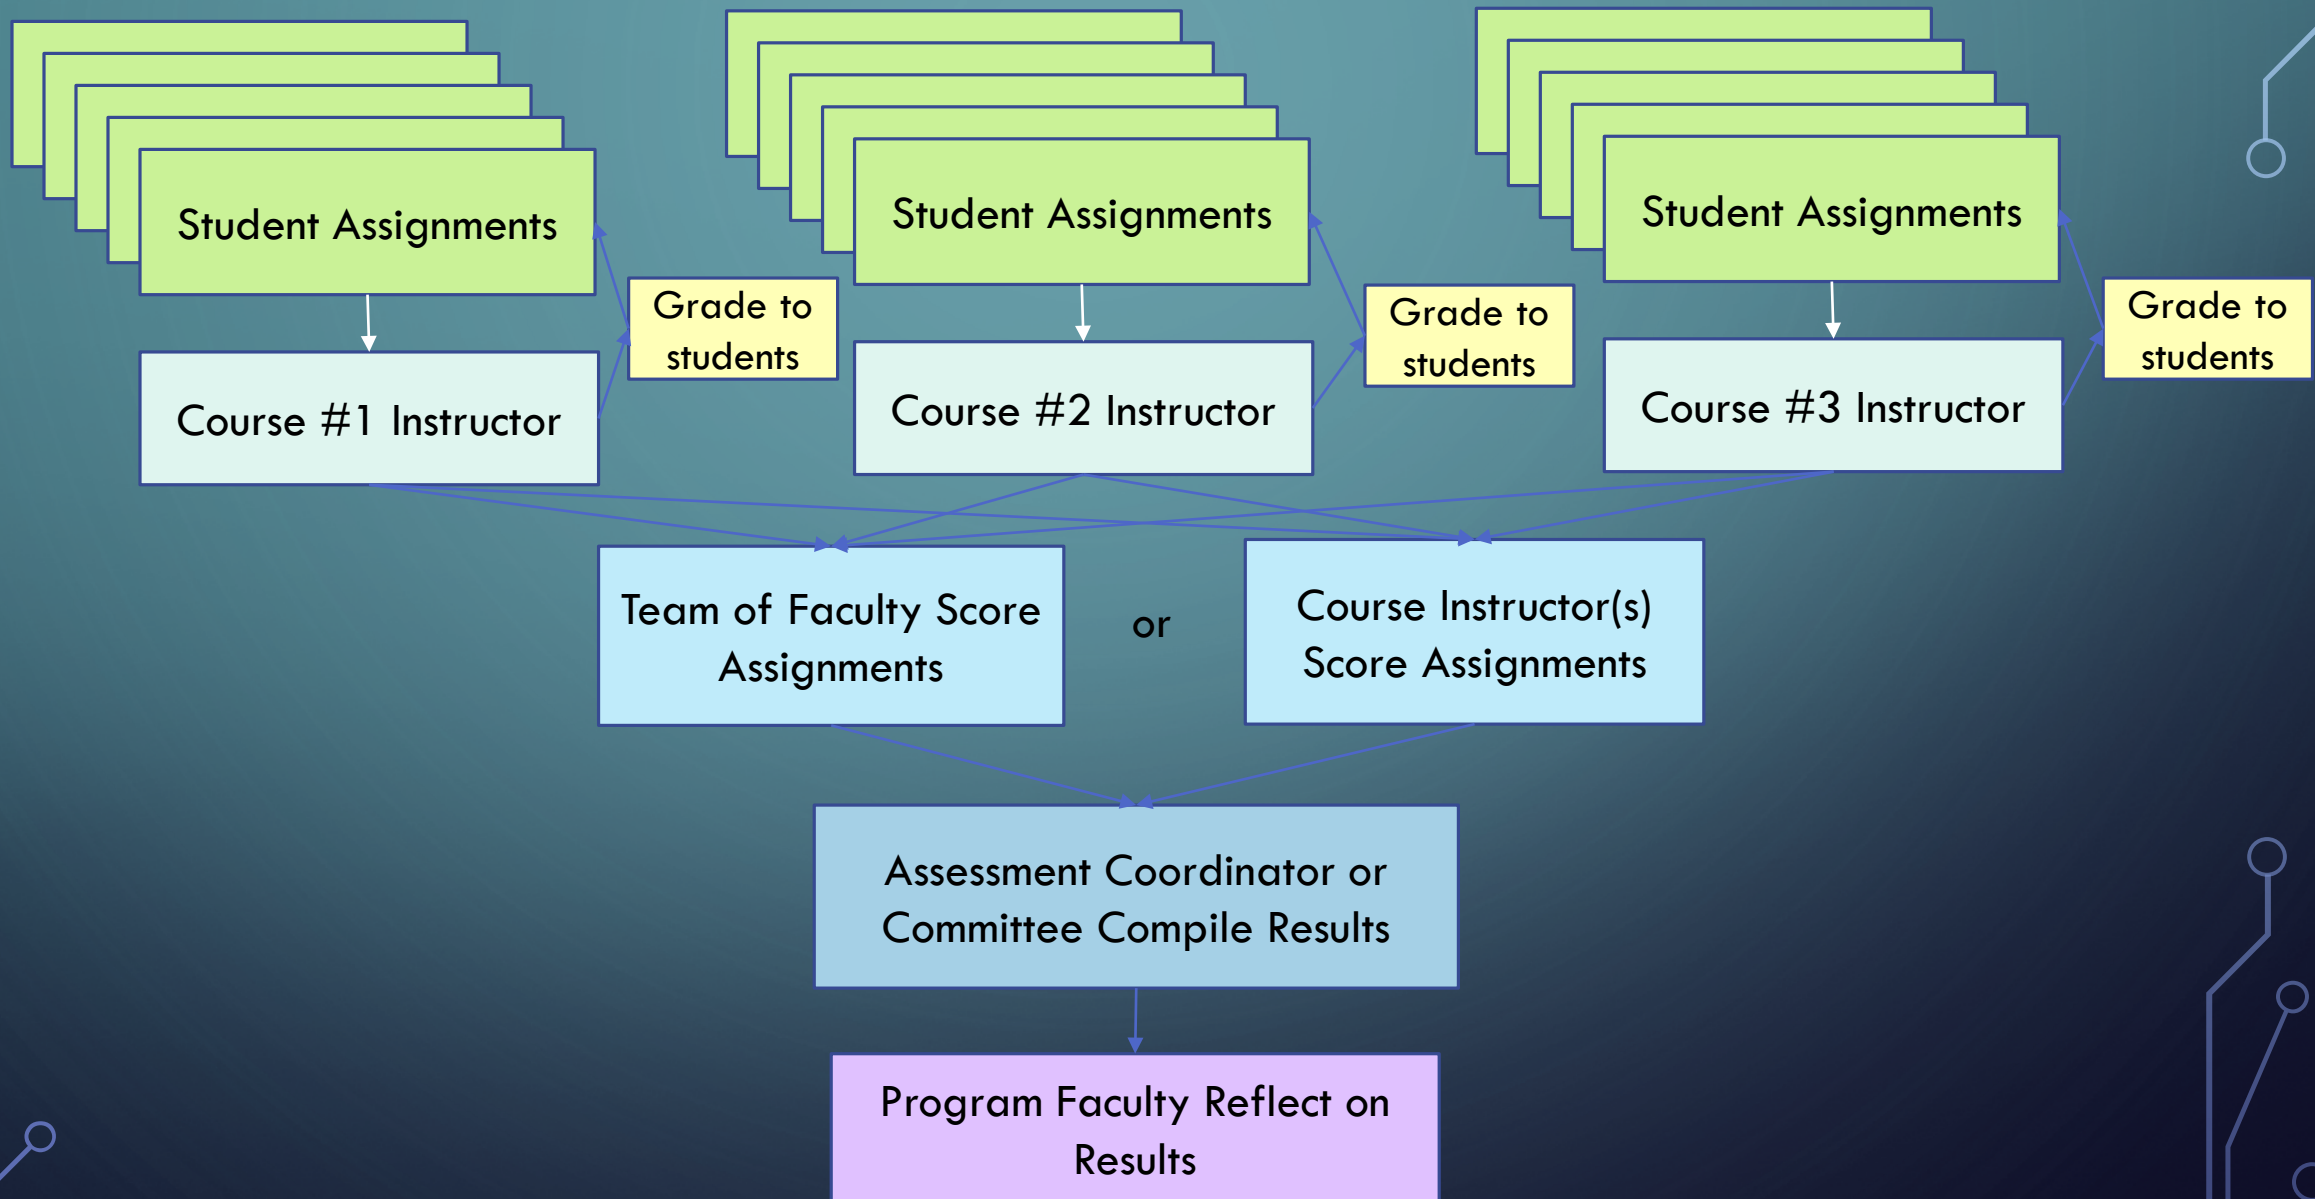 Student Assignments
Student Assignments
Student Assignments
Grade to
students
Grade to
students
Grade to
students
Course #1 Instructor
Course #2 Instructor
Course #3 Instructor
Team of Faculty Score
Assignments
or
Course Instructor(s)
Score Assignments
Assessment Coordinator or
Committee Compile Results
Program Faculty Reflect on
Results